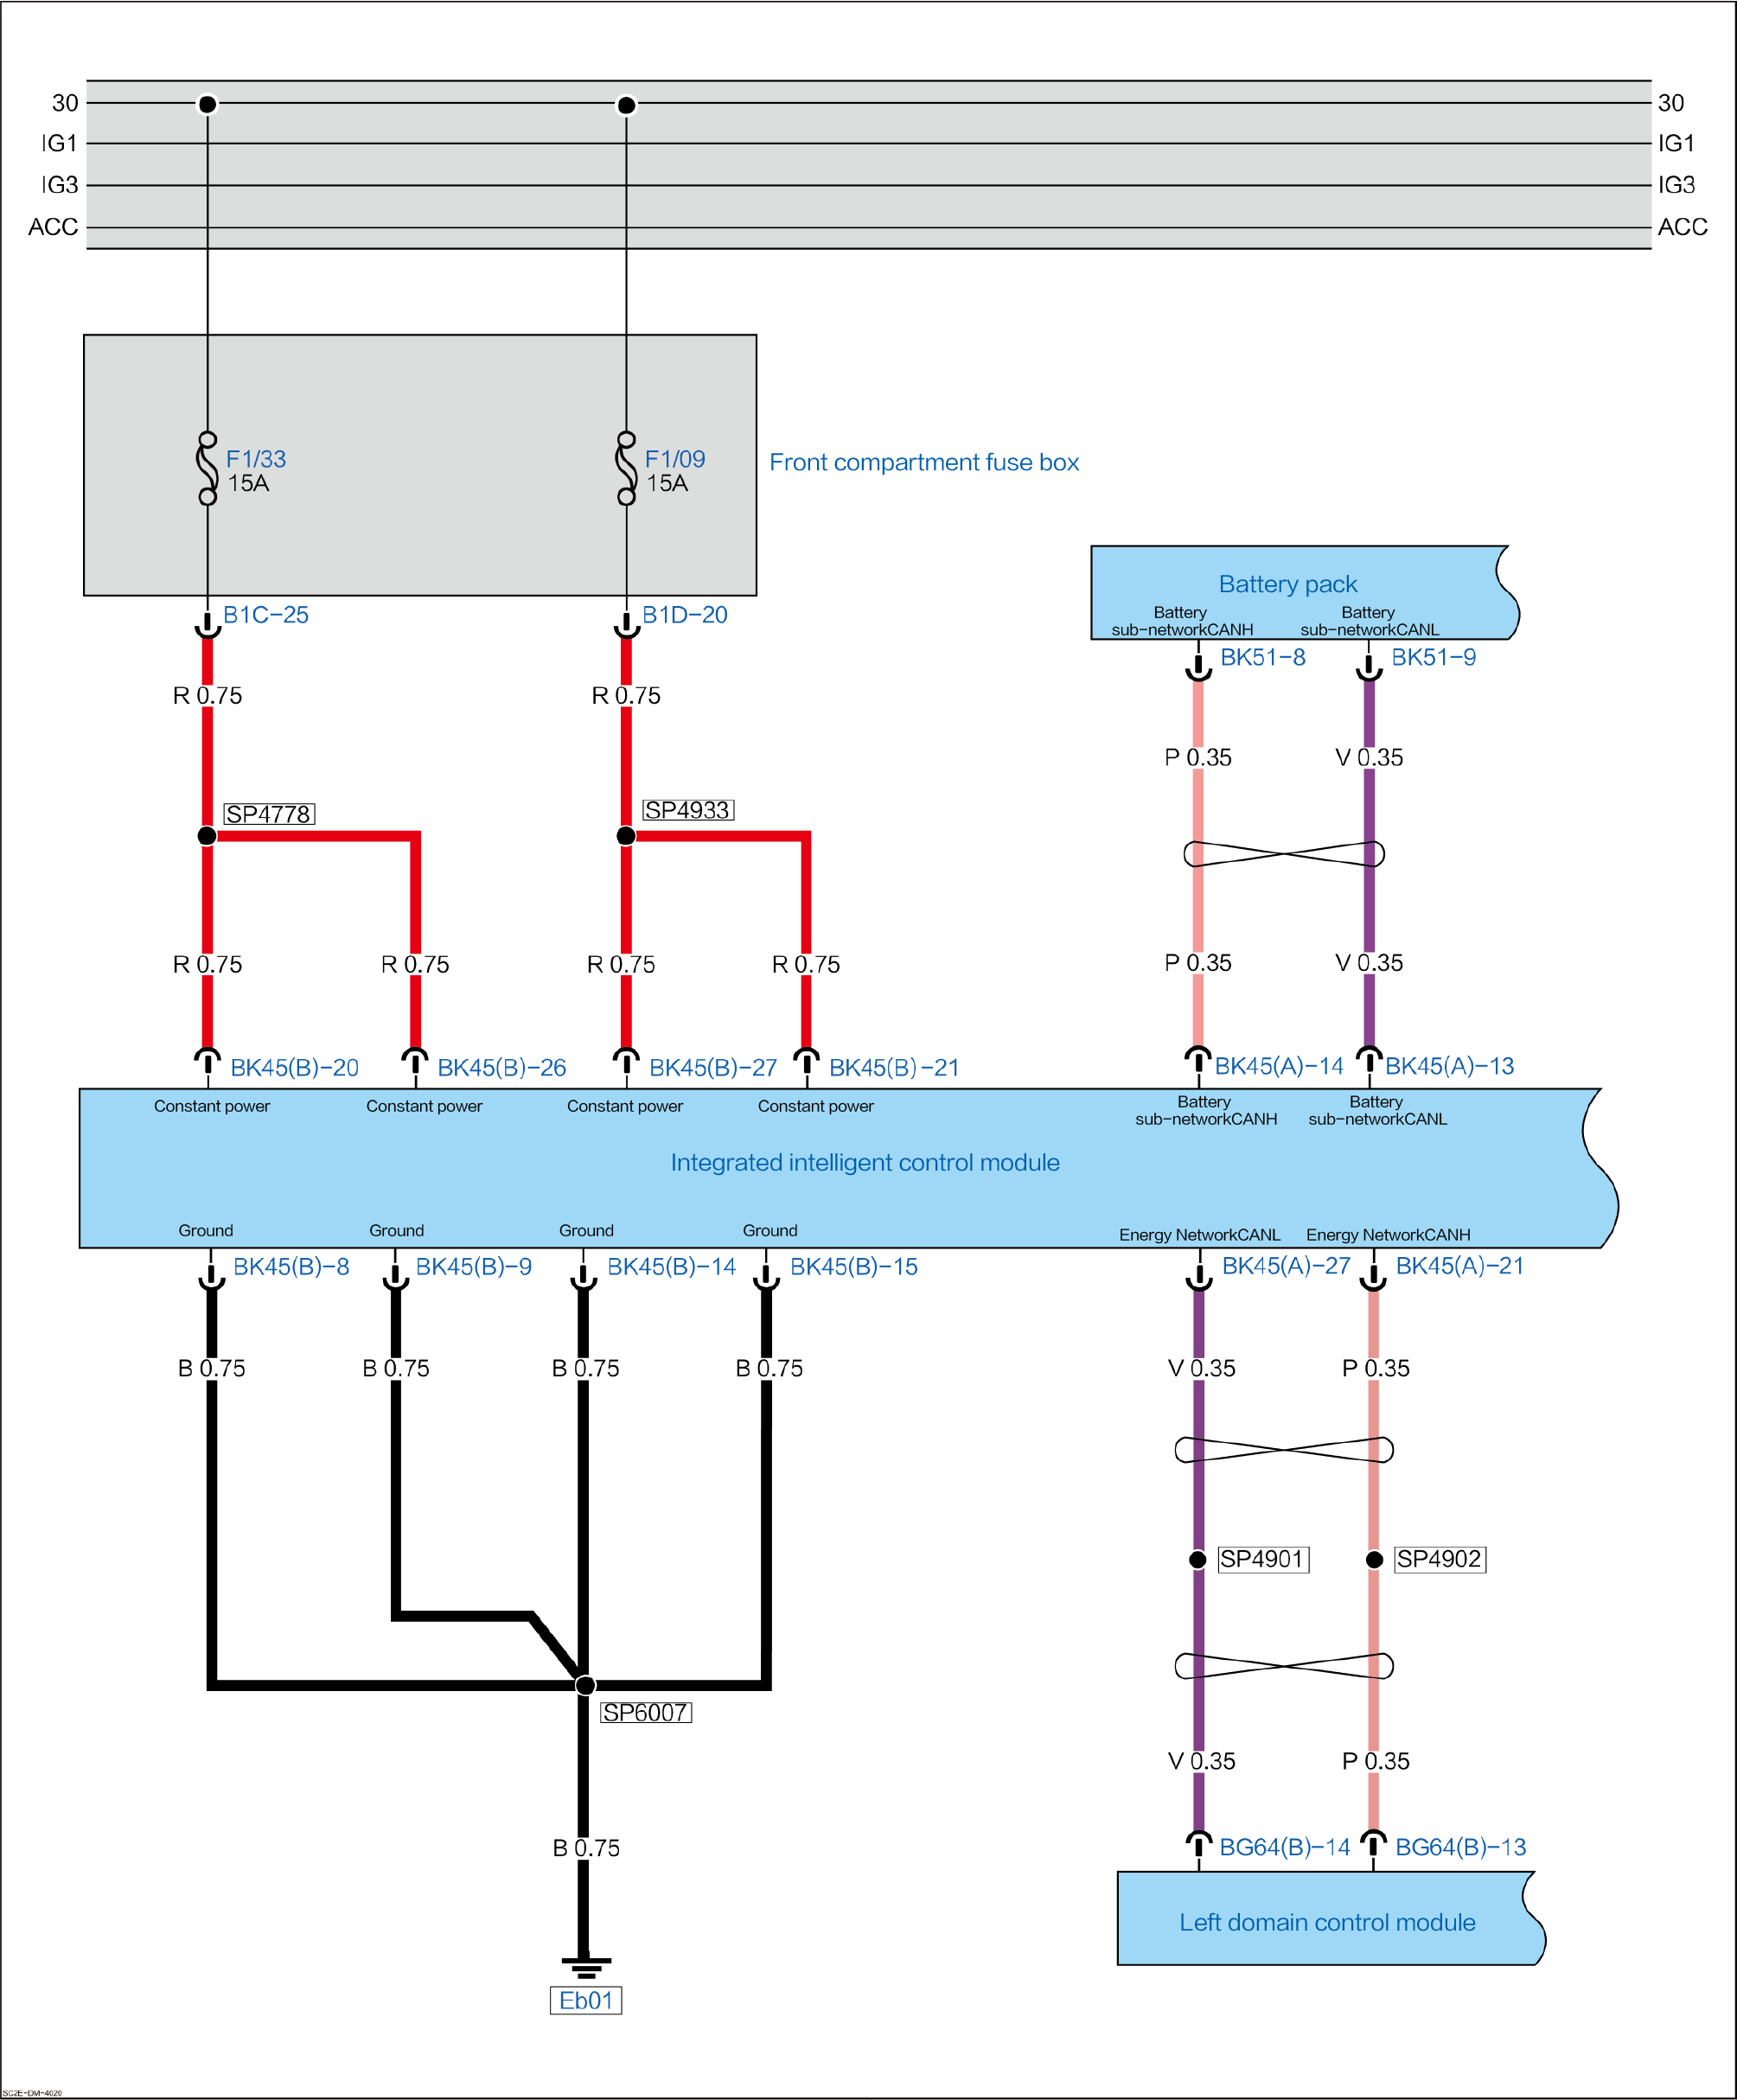 30 30
IG1 IG1
IG3 IG3
ACC ACC
F1/33
15A
F1/09
15A
Front compartment fuse box
B1C-25 B1D-20
Battery pack
Battery
sub-networkCANH
Battery
sub-networkCANL
BK51-8 BK51-9
R 0.75 R 0.75
P 0.35 V 0.35
SP4778 SP4933
R 0.75 R 0.75 R 0.75 R 0.75
P 0.35 V 0.35
BK45(B)-20 BK45(B)-26 BK45(B)-27 BK45(B)-21 BK45(A)-14 BK45(A)-13
Constant power Constant power Constant power Constant power
Battery
sub-networkCANH
Battery
sub-networkCANL
Integrated intelligent control module
Ground Ground Ground Ground Energy NetworkCANL Energy NetworkCANH
BK45(B)-8 BK45(B)-9 BK45(B)-14 BK45(B)-15 BK45(A)-27 BK45(A)-21
B 0.75 B 0.75 B 0.75 B 0.75 V 0.35 P 0.35
SP4901 SP4902
SP6007
V 0.35 P 0.35
B 0.75
BG64(B)-14 BG64(B)-13
Left domain control module
Eb01
SC2E-DM-4020